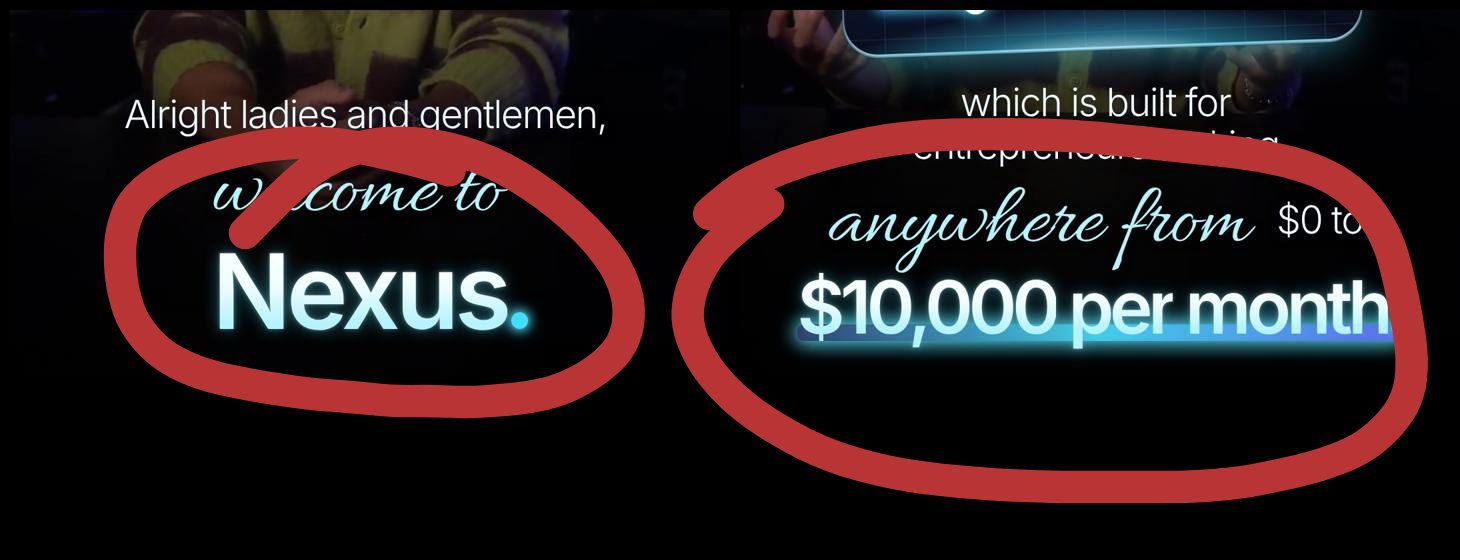 Alright ladies and gentlemen,
welcome to
Nexus.
which is built for
anywhere from $0 to
$10,000 per month